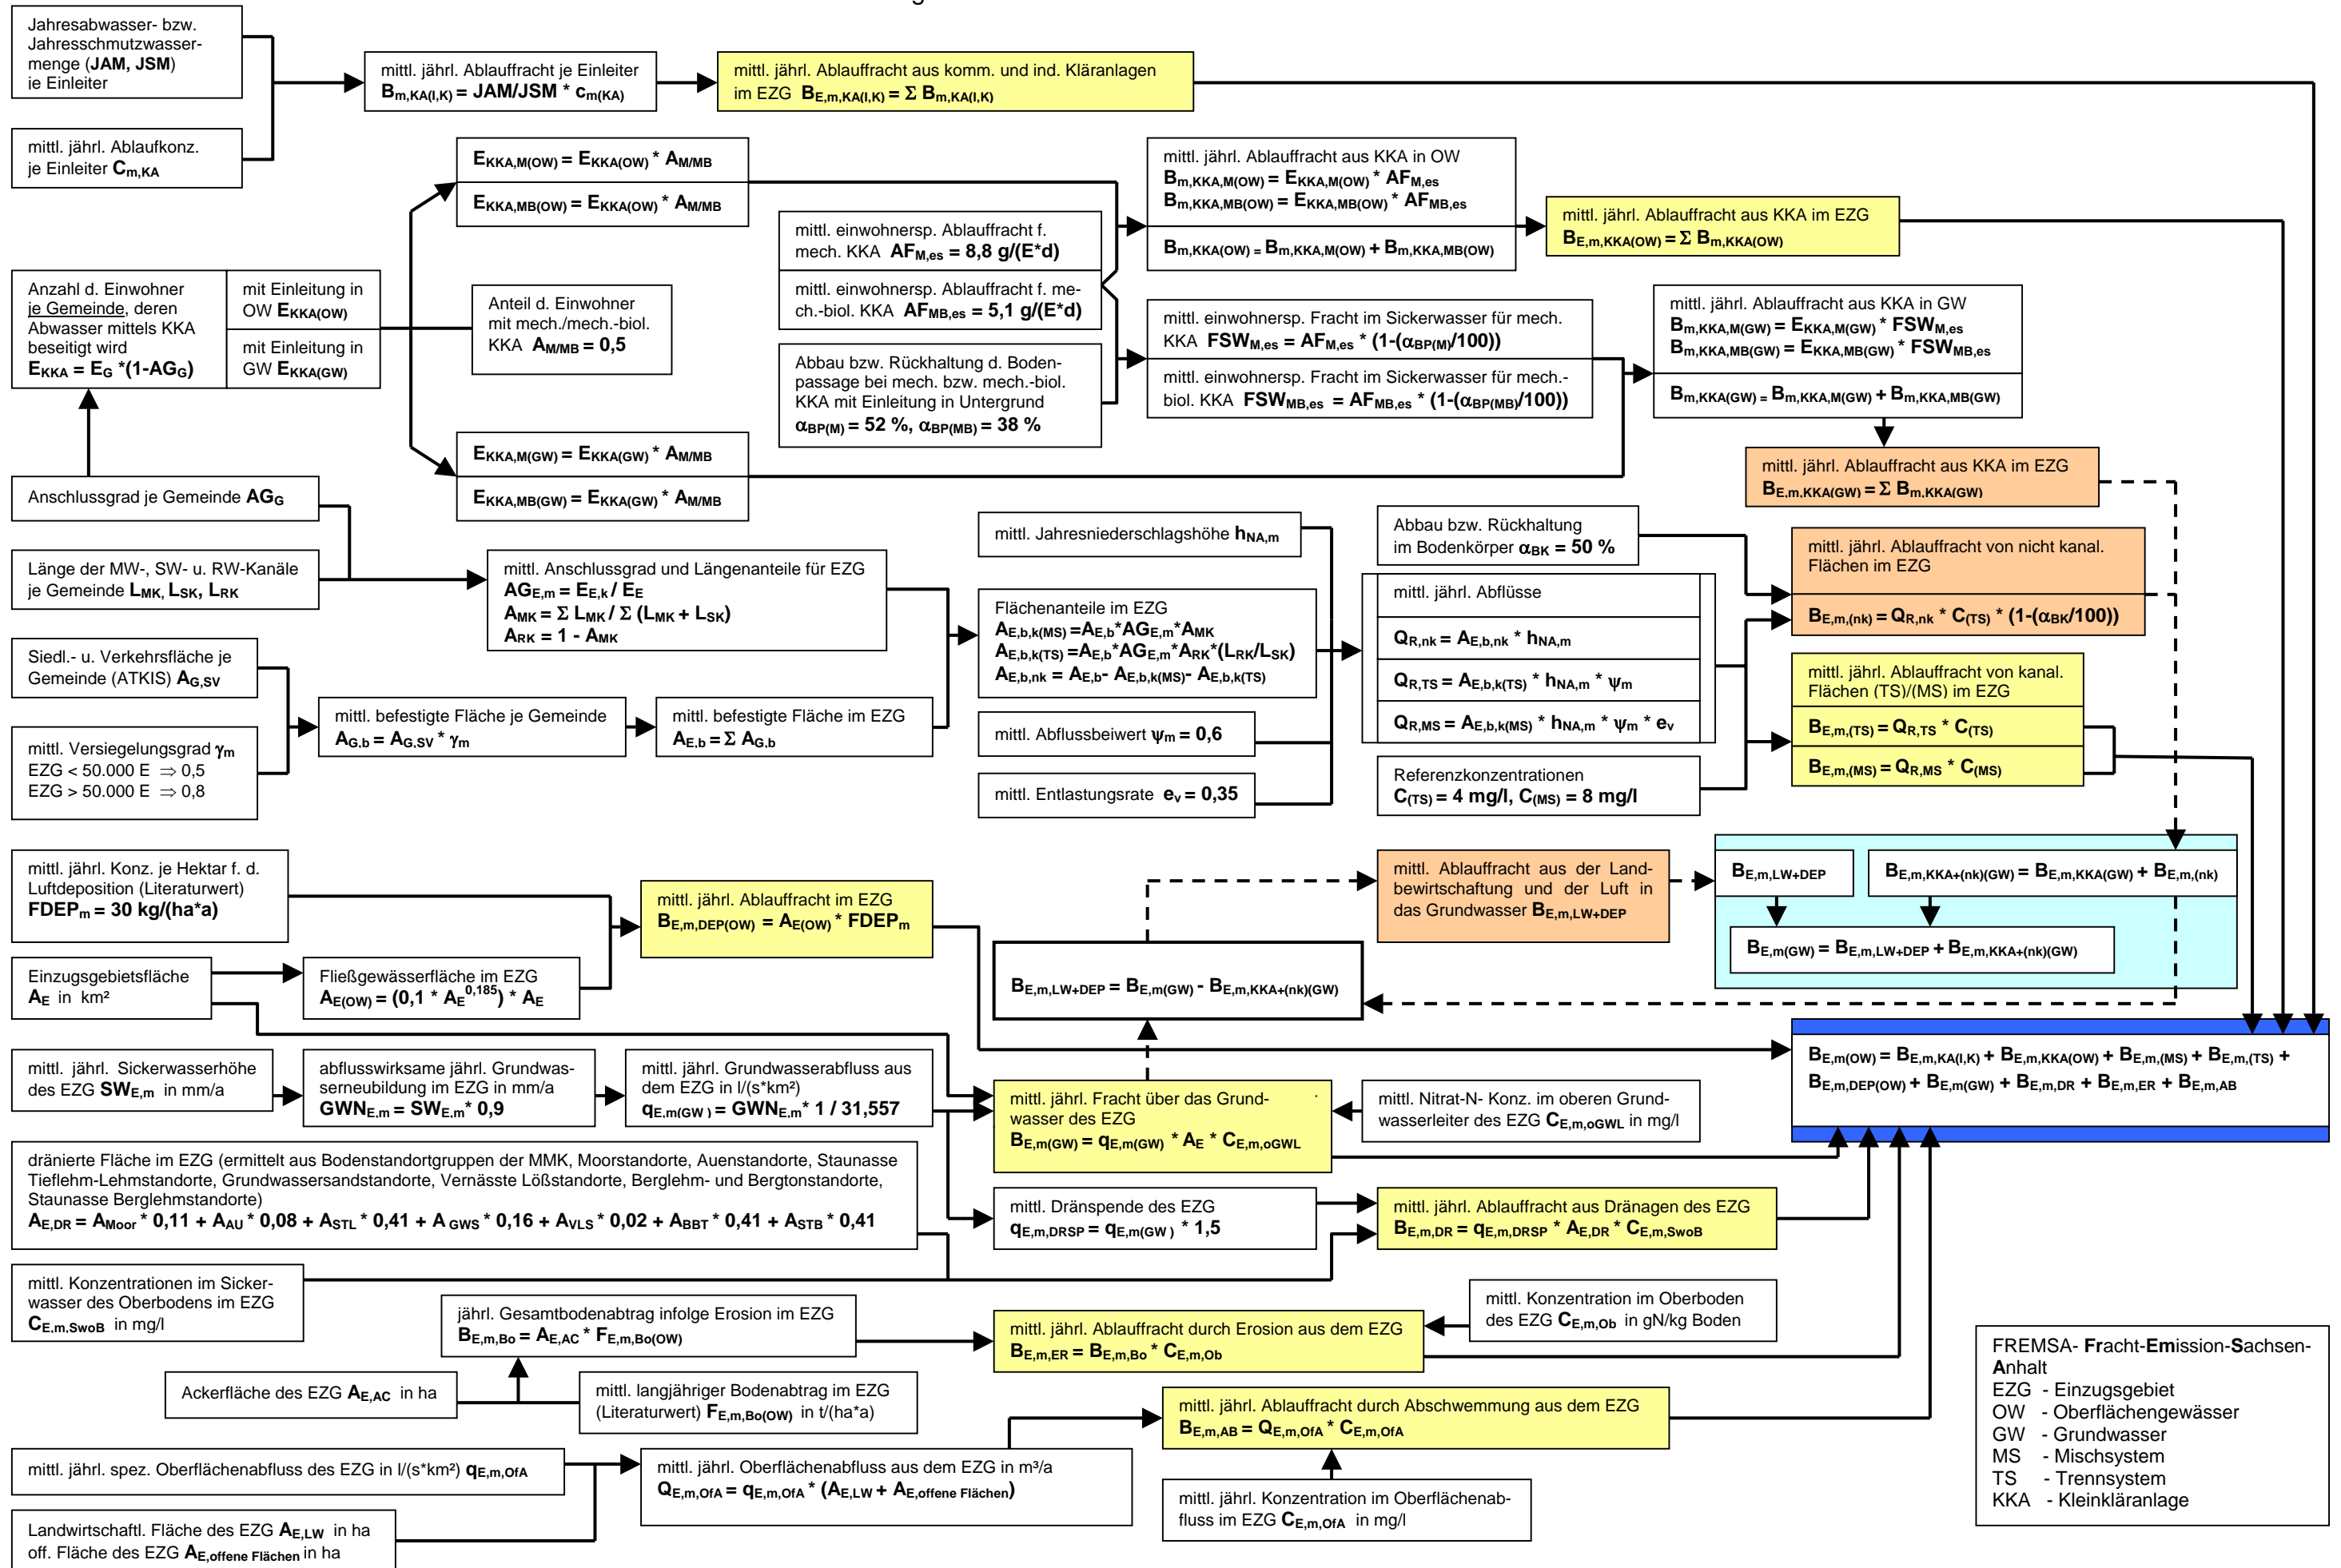 Jahresabwasser- bzw.
Jahresschmutzwasser-
menge (JAM, JSM)
je Einleiter
mittl. jährl. Ablaufkonz.
je Einleiter Cm,KA
mittl. jährl. Ablauffracht je Einleiter
Bm,KA(I,K) = JAM/JSM * cm(KA)
mittl. jährl. Ablauffracht aus komm. und ind. Kläranlagen
im EZG BE,m,KA(I,K) = Σ Bm,KA(I,K)
EKKA,M(OW) = EKKA(OW) * AM/MB
EKKA,MB(OW) = EKKA(OW) * AM/MB
mittl. einwohnersp. Ablauffracht f.
mech. KKA AFM,es = 8,8 g/(E*d)
mittl. einwohnersp. Ablauffracht f. me-
ch.-biol. KKA AFMB,es = 5,1 g/(E*d)
mittl. jährl. Ablauffracht aus KKA in OW
Bm,KKA,M(OW) = EKKA,M(OW) * AFM,es
Bm,KKA,MB(OW) = EKKA,MB(OW) * AFMB,es
Bm,KKA(OW) = Bm,KKA,M(OW) + Bm,KKA,MB(OW)
mittl. jährl. Ablauffracht aus KKA im EZG
BE,m,KKA(OW) = Σ Bm,KKA(OW)
Anzahl d. Einwohner
je Gemeinde, deren
Abwasser mittels KKA
beseitigt wird
EKKA = EG *(1-AGG)
mit Einleitung in
OW EKKA(OW)
mit Einleitung in
GW EKKA(GW)
Anteil d. Einwohner
mit mech./mech.-biol.
KKA AM/MB = 0,5
Abbau bzw. Rückhaltung d. Boden-
passage bei mech. bzw. mech.-biol.
KKA mit Einleitung in Untergrund
αBP(M) = 52 %, αBP(MB) = 38 %
mittl. einwohnersp. Fracht im Sickerwasser für mech.
KKA FSWM,es = AFM,es * (1-(αBP(M)/100))
mittl. einwohnersp. Fracht im Sickerwasser für mech.-
biol. KKA FSWMB,es = AFMB,es * (1-(αBP(MB)/100))
mittl. jährl. Ablauffracht aus KKA in GW
Bm,KKA,M(GW) = EKKA,M(GW) * FSWM,es
Bm,KKA,MB(GW) = EKKA,MB(GW) * FSWMB,es
Bm,KKA(GW) = Bm,KKA,M(GW) + Bm,KKA,MB(GW)
EKKA,M(GW) = EKKA(GW) * AM/MB
EKKA,MB(GW) = EKKA(GW) * AM/MB
mittl. jährl. Ablauffracht aus KKA im EZG
BE,m,KKA(GW) = Σ Bm,KKA(GW)
Anschlussgrad je Gemeinde AGG
Länge der MW-, SW- u. RW-Kanäle
je Gemeinde LMK, LSK, LRK
mittl. Anschlussgrad und Längenanteile für EZG
AGE,m = EE,k / EE
AMK = Σ LMK / Σ (LMK + LSK)
ARK = 1 - AMK
Siedl.- u. Verkehrsfläche je
Gemeinde (ATKIS) AG,SV
mittl. Versiegelungsgrad γm
EZG < 50.000 E ⇒ 0,5
EZG > 50.000 E ⇒ 0,8
mittl. befestigte Fläche je Gemeinde
AG,b = AG,SV * γm
mittl. befestigte Fläche im EZG
AE,b = Σ AG,b
mittl. Jahresniederschlagshöhe hNA,m
Flächenanteile im EZG
AE,b,k(MS) =AE,b*AGE,m*AMK
AE,b,k(TS) =AE,b*AGE,m*ARK*(LRK/LSK)
AE,b,nk = AE,b- AE,b,k(MS)- AE,b,k(TS)
mittl. Abflussbeiwert ψm = 0,6
mittl. Entlastungsrate ev = 0,35
Abbau bzw. Rückhaltung
im Bodenkörper αBK = 50 %
mittl. jährl. Abflüsse
QR,nk = AE,b,nk * hNA,m
QR,TS = AE,b,k(TS) * hNA,m * ψm
QR,MS = AE,b,k(MS) * hNA,m * ψm * ev
Referenzkonzentrationen
C(TS) = 4 mg/l, C(MS) = 8 mg/l
mittl. jährl. Ablauffracht von nicht kanal.
Flächen im EZG
BE,m,(nk) = QR,nk * C(TS) * (1-(αBK/100))
mittl. jährl. Ablauffracht von kanal.
Flächen (TS)/(MS) im EZG
BE,m,(TS) = QR,TS * C(TS)
BE,m,(MS) = QR,MS * C(MS)
mittl. jährl. Konz. je Hektar f. d.
Luftdeposition (Literaturwert)
FDEPm = 30 kg/(ha*a)
mittl. jährl. Ablauffracht im EZG
BE,m,DEP(OW) = AE(OW) * FDEPm
Einzugsgebietsfläche
AE in km²
Fließgewässerfläche im EZG
AE(OW) = (0,1 * AE0,185) * AE
BE,m,LW+DEP = BE,m(GW) - BE,m,KKA+(nk)(GW)
mittl. Ablauffracht aus der Land-
bewirtschaftung und der Luft in
das Grundwasser BE,m,LW+DEP
BE,m,LW+DEP
BE,m,KKA+(nk)(GW) = BE,m,KKA(GW) + BE,m,(nk)
BE,m(GW) = BE,m,LW+DEP + BE,m,KKA+(nk)(GW)
mittl. jährl. Sickerwasserhöhe
des EZG SWE,m in mm/a
abflusswirksame jährl. Grundwas-
serneubildung im EZG in mm/a
GWNE,m = SWE,m* 0,9
mittl. jährl. Grundwasserabfluss aus
dem EZG in l/(s*km²)
qE,m(GW ) = GWNE,m* 1 / 31,557
mittl. jährl. Fracht über das Grund-
wasser des EZG
BE,m(GW) = qE,m(GW) * AE * CE,m,oGWL
mittl. Nitrat-N- Konz. im oberen Grund-
wasserleiter des EZG CE,m,oGWL in mg/l
BE,m(OW) = BE,m,KA(I,K) + BE,m,KKA(OW) + BE,m,(MS) + BE,m,(TS) +
BE,m,DEP(OW) + BE,m(GW) + BE,m,DR + BE,m,ER + BE,m,AB
dränierte Fläche im EZG (ermittelt aus Bodenstandortgruppen der MMK, Moorstandorte, Auenstandorte, Staunasse
Tieflehm-Lehmstandorte, Grundwassersandstandorte, Vernässte Lößstandorte, Berglehm- und Bergtonstandorte,
Staunasse Berglehmstandorte)
AE,DR = AMoor * 0,11 + AAU * 0,08 + ASTL * 0,41 + A GWS * 0,16 + AVLS * 0,02 + ABBT * 0,41 + ASTB * 0,41
mittl. Dränspende des EZG
qE,m,DRSP = qE,m(GW ) * 1,5
mittl. jährl. Ablauffracht aus Dränagen des EZG
BE,m,DR = qE,m,DRSP * AE,DR * CE,m,SwoB
mittl. Konzentrationen im Sicker-
wasser des Oberbodens im EZG
CE,m,SwoB in mg/l
jährl. Gesamtbodenabtrag infolge Erosion im EZG
BE,m,Bo = AE,AC * FE,m,Bo(OW)
mittl. jährl. Ablauffracht durch Erosion aus dem EZG
BE,m,ER = BE,m,Bo * CE,m,Ob
mittl. Konzentration im Oberboden
des EZG CE,m,Ob in gN/kg Boden
Ackerfläche des EZG AE,AC in ha
mittl. langjähriger Bodenabtrag im EZG
(Literaturwert) FE,m,Bo(OW) in t/(ha*a)
mittl. jährl. Ablauffracht durch Abschwemmung aus dem EZG
BE,m,AB = QE,m,OfA * CE,m,OfA
mittl. jährl. spez. Oberflächenabfluss des EZG in l/(s*km²) qE,m,OfA
mittl. jährl. Oberflächenabfluss aus dem EZG in m³/a
QE,m,OfA = qE,m,OfA * (AE,LW + AE,offene Flächen)
mittl. jährl. Konzentration im Oberflächenab-
fluss im EZG CE,m,OfA in mg/l
Landwirtschaftl. Fläche des EZG AE,LW in ha
off. Fläche des EZG AE,offene Flächen in ha
FREMSA- Fracht-Emission-Sachsen-
Anhalt
EZG - Einzugsgebiet
OW - Oberflächengewässer
GW - Grundwasser
MS - Mischsystem
TS - Trennsystem
KKA - Kleinkläranlage